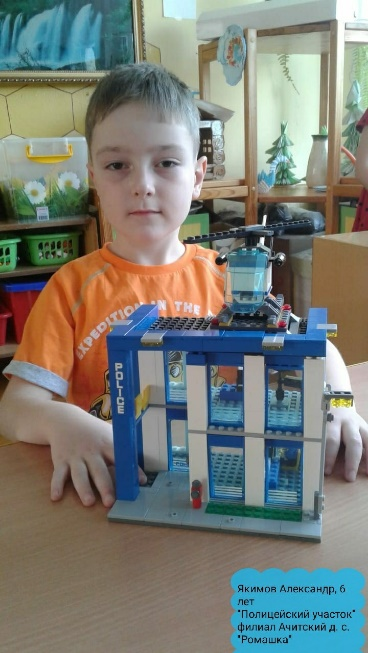 EXPEDITION IN THE
POLICE
Якимов Александр, 6
лет
"Полицейский участок"
филиал Ачитский д. с.
"Ромашка"